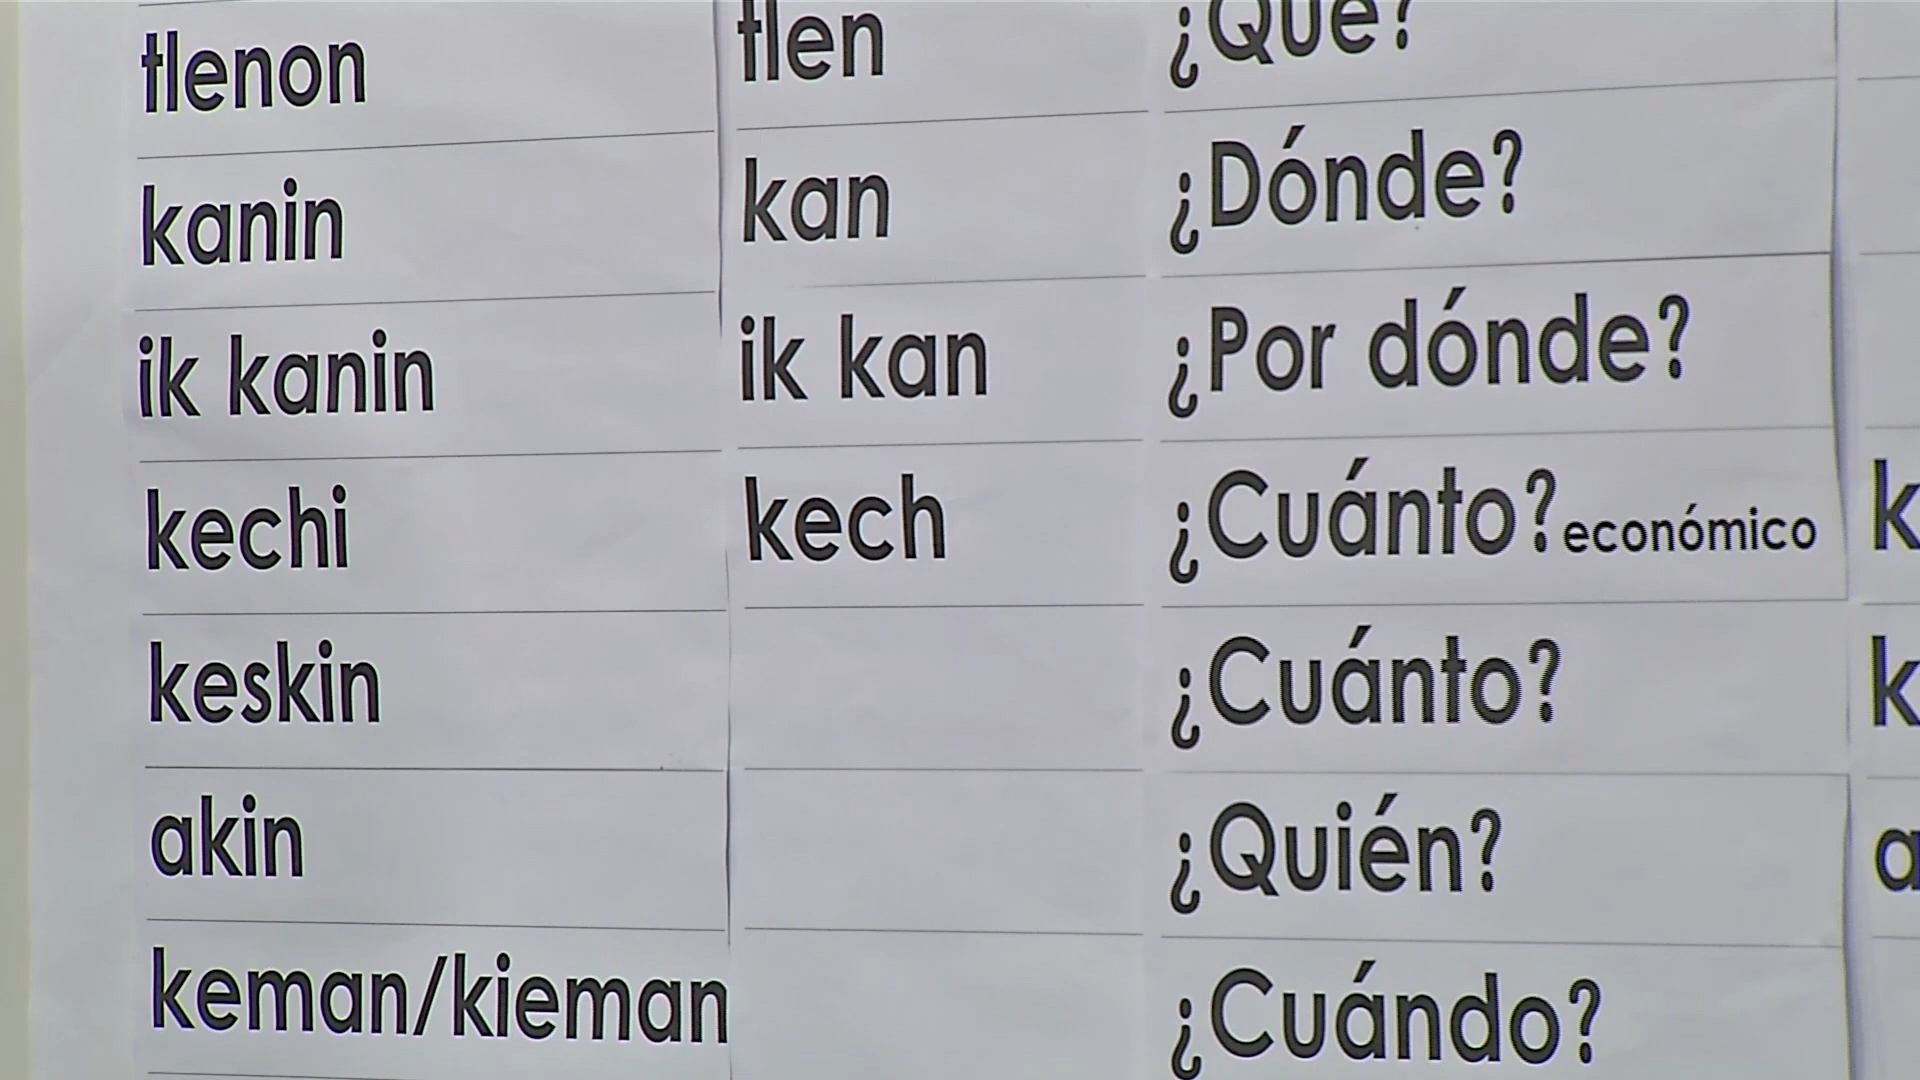 tlenon tlen ¿Qué?
kanin kan ¿Dónde?
ik kanin ik kan ¿Por dónde?
kechi kech ¿Cuánto? económico k
keskin ¿Cuánto? k
akin ¿Quién? a
keman/kieman ¿Cuándo?